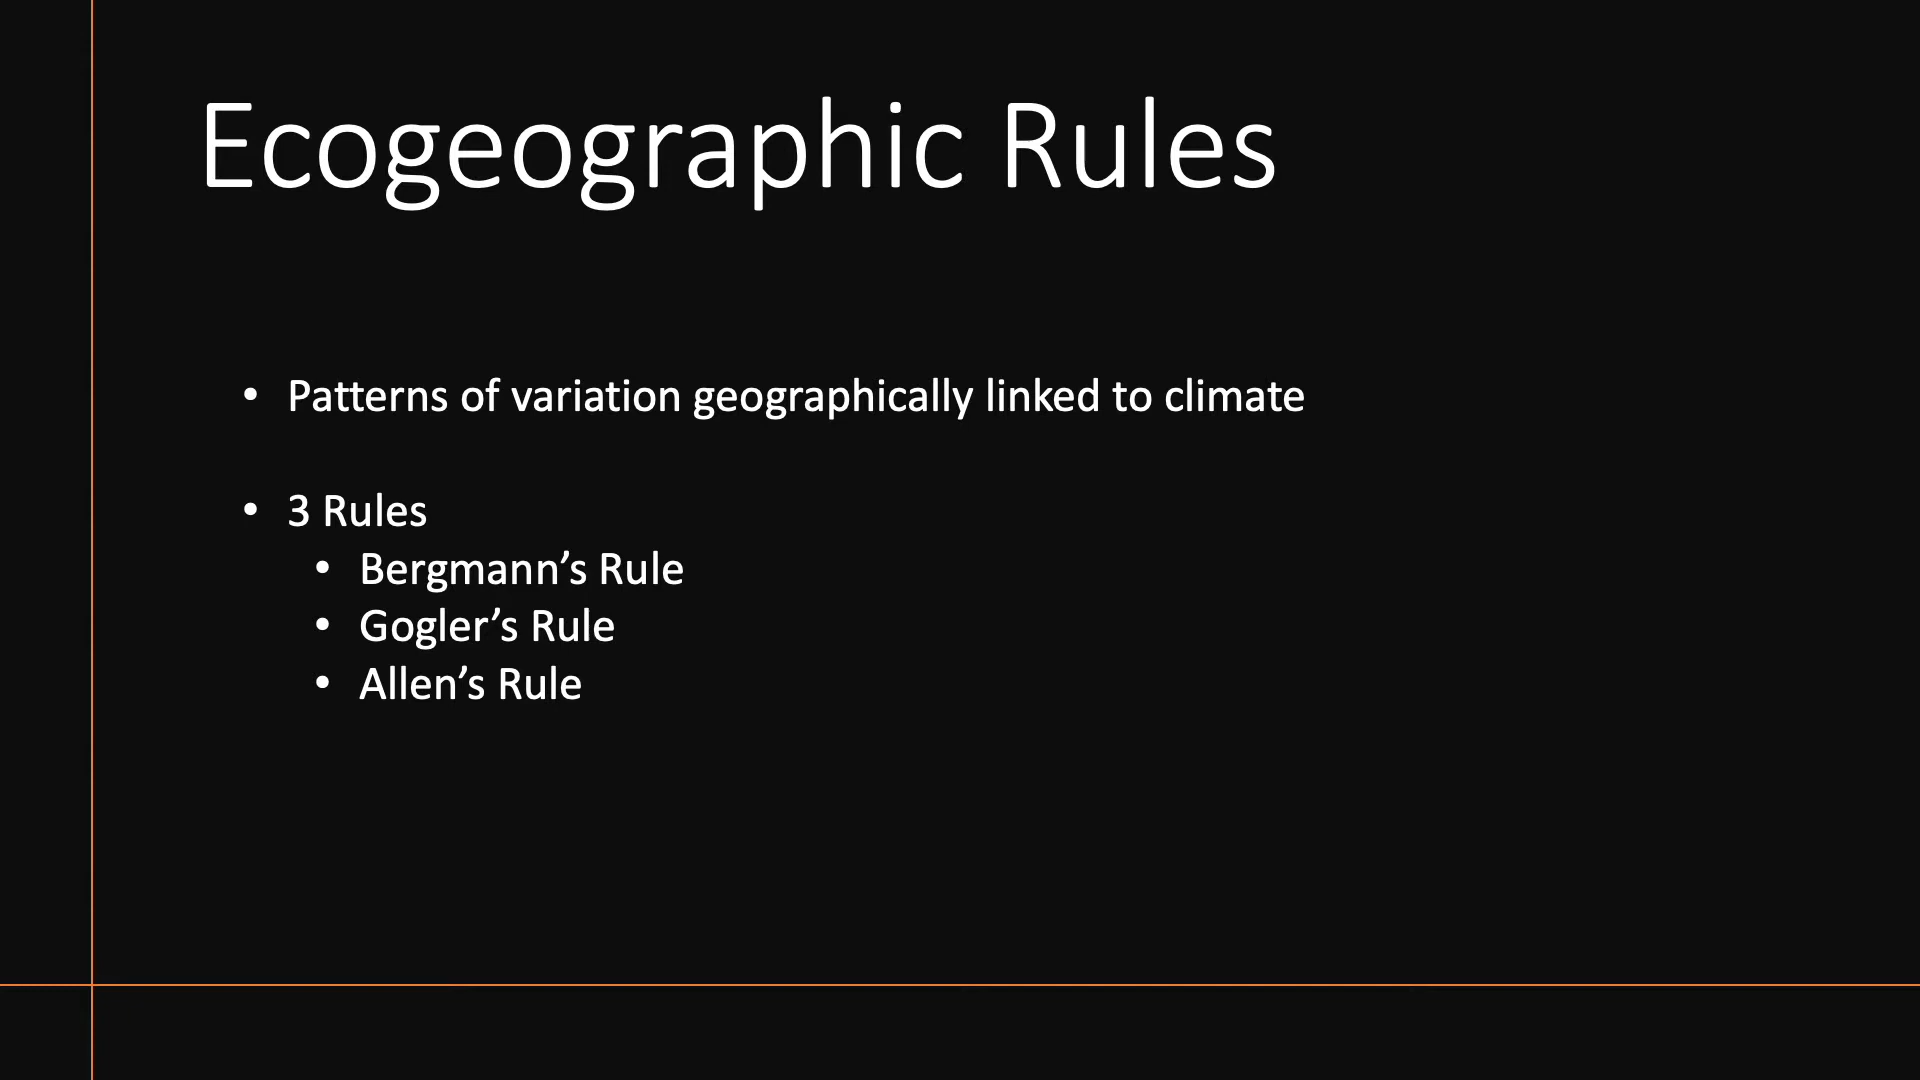 Ecogeographic Rules
• Patterns of variation geographically linked to climate
• 3 Rules
• Bergmann’s Rule
• Gogler’s Rule
• Allen’s Rule